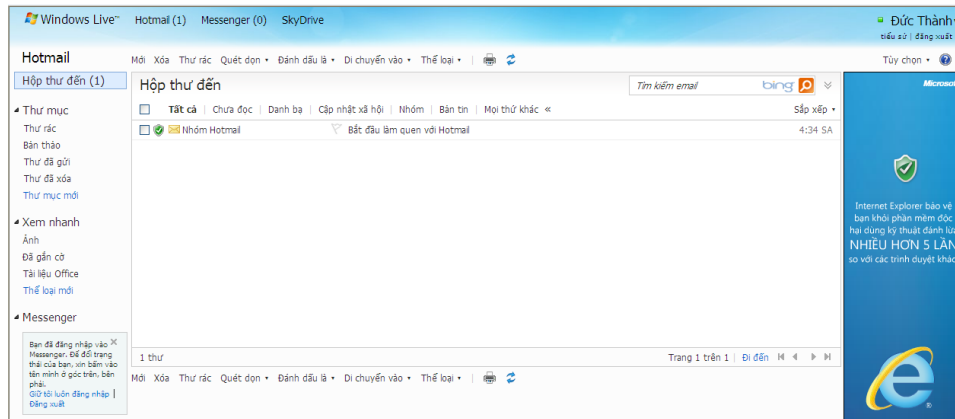 Windows Live™ Hotmail (1) Messenger (0) SkyDrive
Đức Thành
tiểu sử | đăng xuất
Hotmail
Mới Xóa Thư rác Quét dọn Đánh dấu là Di chuyển vào Thể loại
Tùy chọn
Hộp thư đến (1)
Hộp thư đến
Tìm kiếm email
bing
Tất cả | Chưa đọc | Danh bạ | Cập nhật xã hội | Nhóm | Bản tin | Mọi thứ khác «
Sắp xếp
Nhóm Hotmail
Bắt đầu làm quen với Hotmail
4:34 SA
Thư mục
Thư rác
Bản thảo
Thư đã gửi
Thư đã xóa
Thư mục mới
Xem nhanh
Ảnh
Đã gắn cờ
Tài liệu Office
Thể loại mới
Messenger
Bạn đã đăng nhập vào
Messenger. Để đổi trạng
thái của bạn, xin bấm vào
tên mình ở góc trên, bên
phải.
Giữ tôi luôn đăng nhập |
Đăng xuất
1 thư
Trang 1 trên 1 | Đi đến
Mới Xóa Thư rác Quét dọn Đánh dấu là Di chuyển vào Thể loại
Microsof
Internet Explorer bảo vệ
bạn khỏi phần mềm độc
hại dùng kỹ thuật đánh lừa
NHIỀU HƠN 5 LẦN
so với các trình duyệt khác